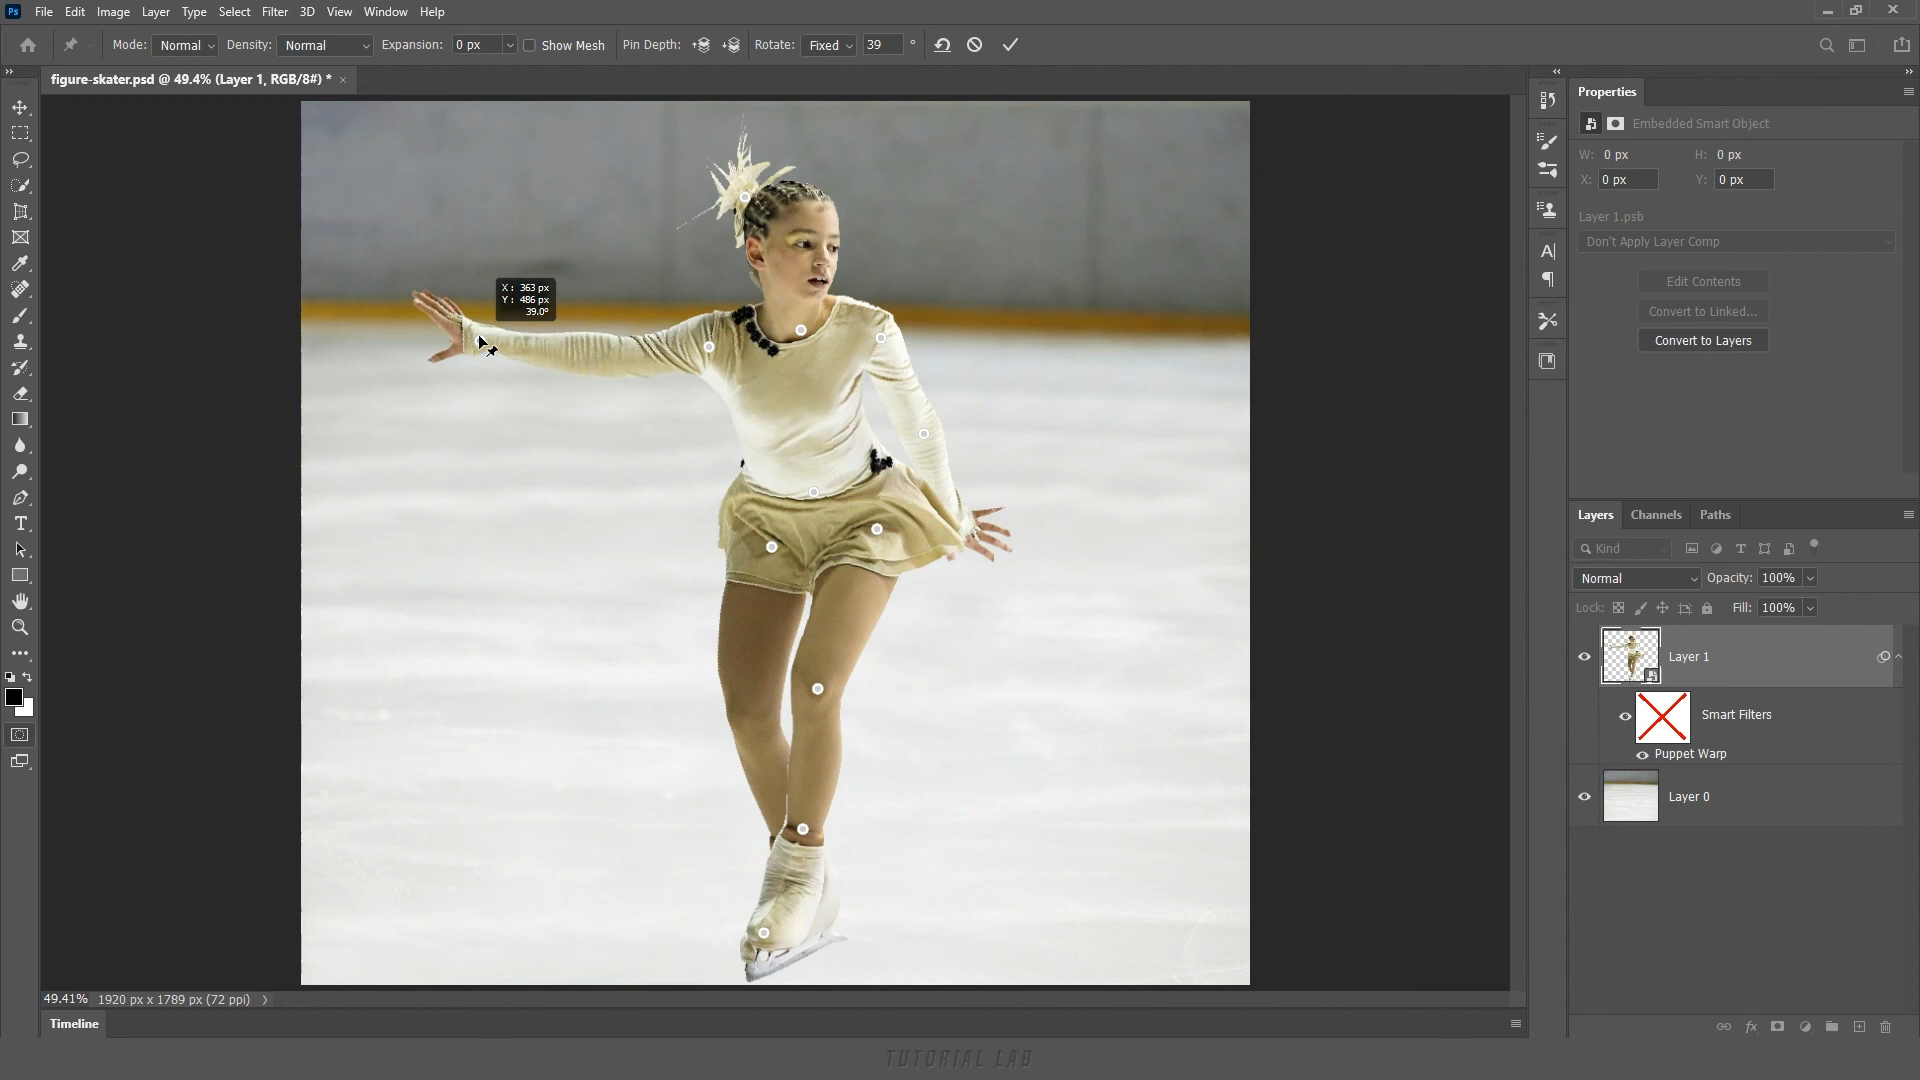 Ps File Edit Image Layer Type Select Filter 3D View Window Help
Mode: Normal Density: Normal Expansion: 0 px Show Mesh Pin Depth: Rotate: Fixed 39 °
figure-skater.psd @ 49.4% (Layer 1, RGB/8#) * ×
X : 363 px
Y : 486 px
39.0°
49.41% 1920 px x 1789 px (72 ppi)
Timeline
Properties
Embedded Smart Object
W: 0 px H: 0 px
X: 0 px Y: 0 px
Layer 1.psb
Don't Apply Layer Comp
Edit Contents
Convert to Linked...
Convert to Layers
Layers Channels Paths
Kind
Normal Opacity: 100%
Lock: Fill: 100%
Layer 1
Smart Filters
Puppet Warp
Layer 0
TUTORIAL LAB